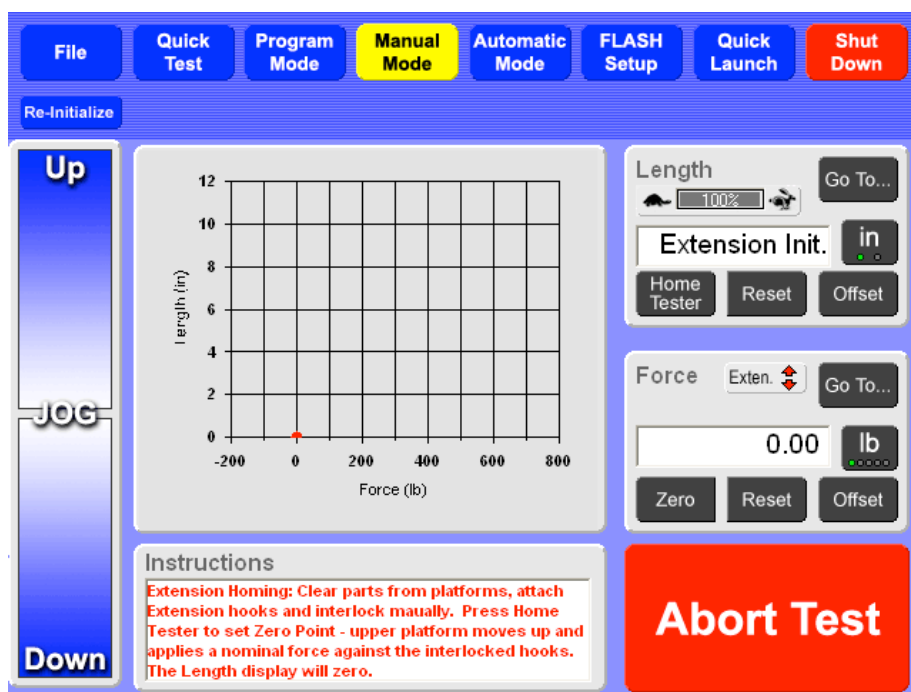 File
Quick
Test
Program
Mode
Manual
Mode
Automatic
Mode
FLASH
Setup
Quick
Launch
Shut
Down
Re-Initialize
Up
JOG
Down
12
10
8
6
4
2
0
Length (in)
-200 0 200 400 600 800
Force (lb)
Length
Go To...
100%
Extension Init.
in
Home
Tester
Reset
Offset
Force
Exten.
Go To...
0.00
lb
Zero
Reset
Offset
Instructions
Extension Homing: Clear parts from platforms, attach
Extension hooks and interlock maually. Press Home
Tester to set Zero Point - upper platform moves up and
applies a nominal force against the interlocked hooks.
The Length display will zero.
Abort Test